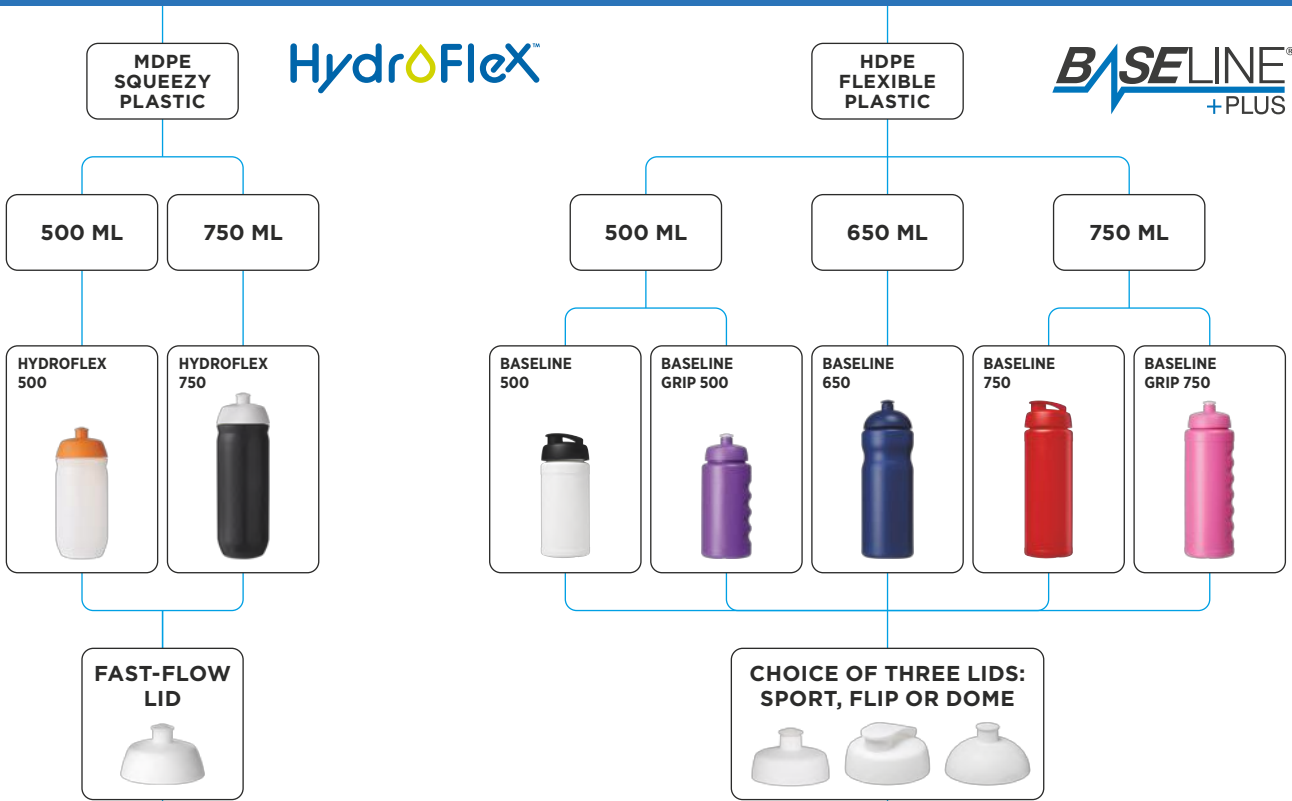 MDPE
SQUEEZY
PLASTIC
HydroFleX™
HDPE
FLEXIBLE
PLASTIC
BASELINE®
+PLUS
500 ML
750 ML
500 ML
650 ML
750 ML
HYDROFLEX
500
HYDROFLEX
750
BASELINE
500
BASELINE
GRIP 500
BASELINE
650
BASELINE
750
BASELINE
GRIP 750
FAST-FLOW
LID
CHOICE OF THREE LIDS:
SPORT, FLIP OR DOME